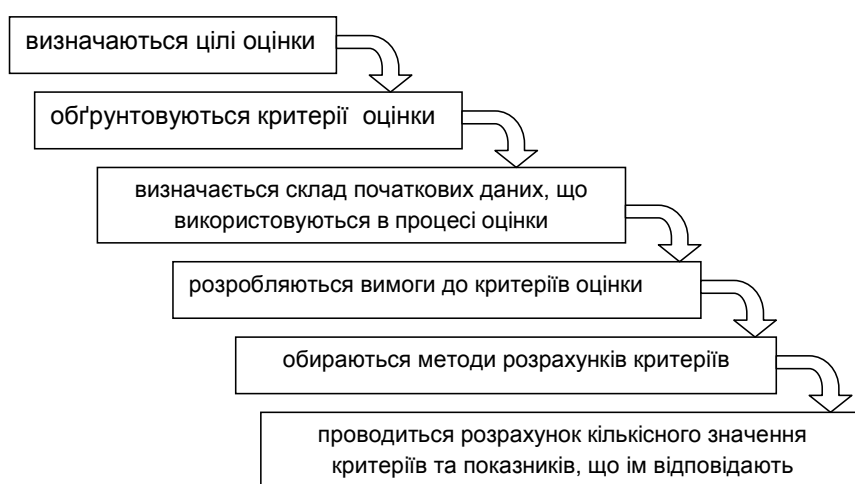 визначаються цілі оцінки
обґрунтовуються критерії оцінки
визначається склад початкових даних, що
використовуються в процесі оцінки
розробляються вимоги до критеріїв оцінки
обираються методи розрахунків критеріїв
проводиться розрахунок кількісного значення
критеріїв та показників, що ім відповідають